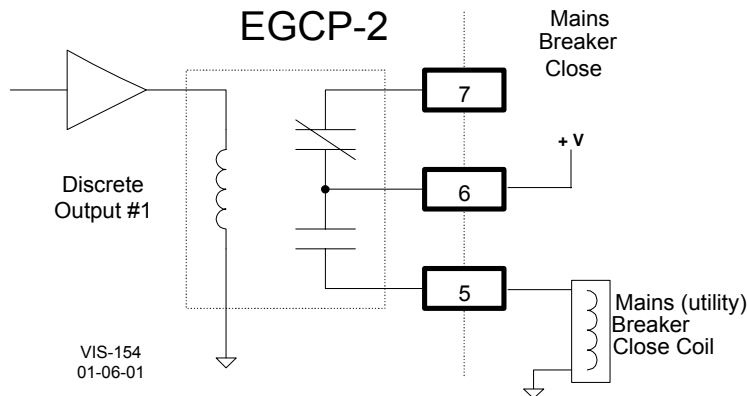 EGCP-2
Mains
Breaker
Close
7
+ V
6
Discrete
Output #1
5
Mains (utility)
Breaker
Close Coil
VIS-154
01-06-01